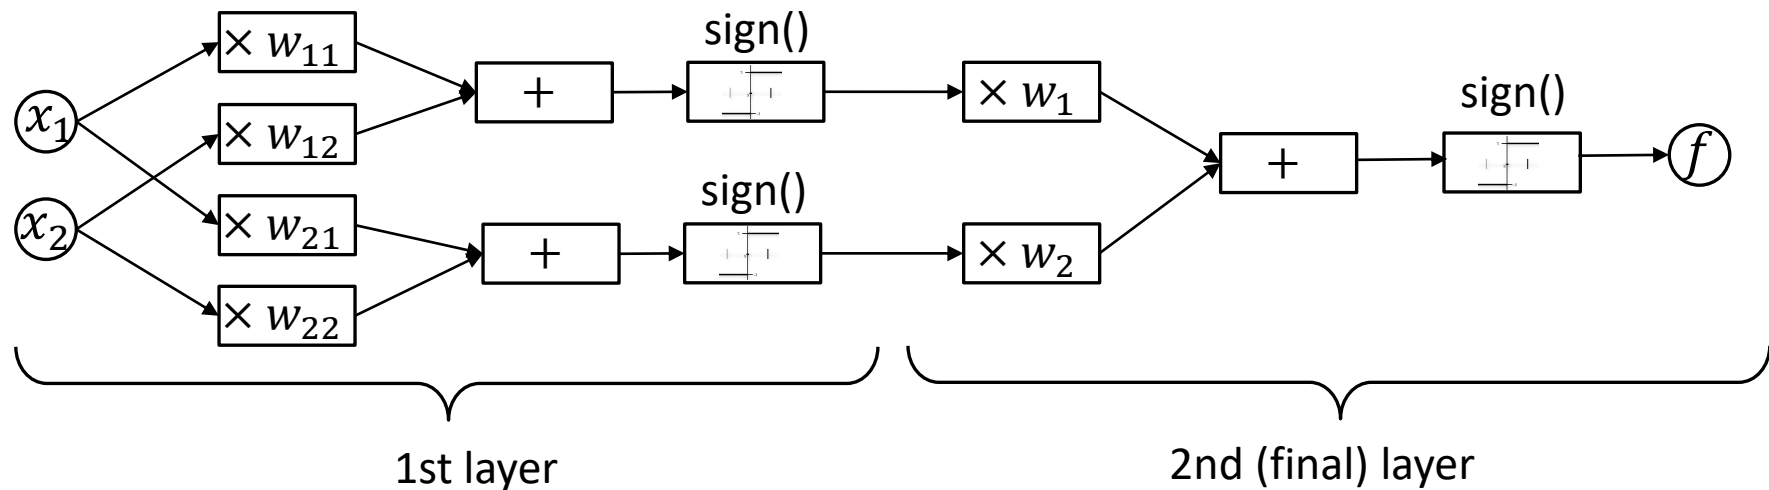 sign()
× w₁₁
+
× w₁
sign()
x₁
× w₁₂
+
f
sign()
x₂
× w₂₁
+
× w₂
× w₂₂
1st layer
2nd (final) layer